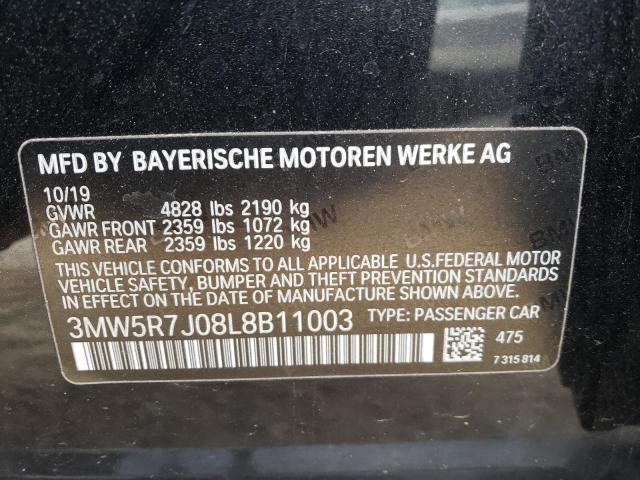 MFD BY BAYERISCHE MOTOREN WERKE AG
10/19
GVWR 4828 lbs 2190 kg
GAWR FRONT 2359 lbs 1072 kg
GAWR REAR 2359 lbs 1220 kg
THIS VEHICLE CONFORMS TO ALL APPLICABLE U.S.FEDERAL MOTOR
VEHICLE SAFETY, BUMPER AND THEFT PREVENTION STANDARDS
IN EFFECT ON THE DATE OF MANUFACTURE SHOWN ABOVE.
3MW5R7J08L8B11003 TYPE: PASSENGER CAR
475
7 315 814
BMW
BMW
BMW